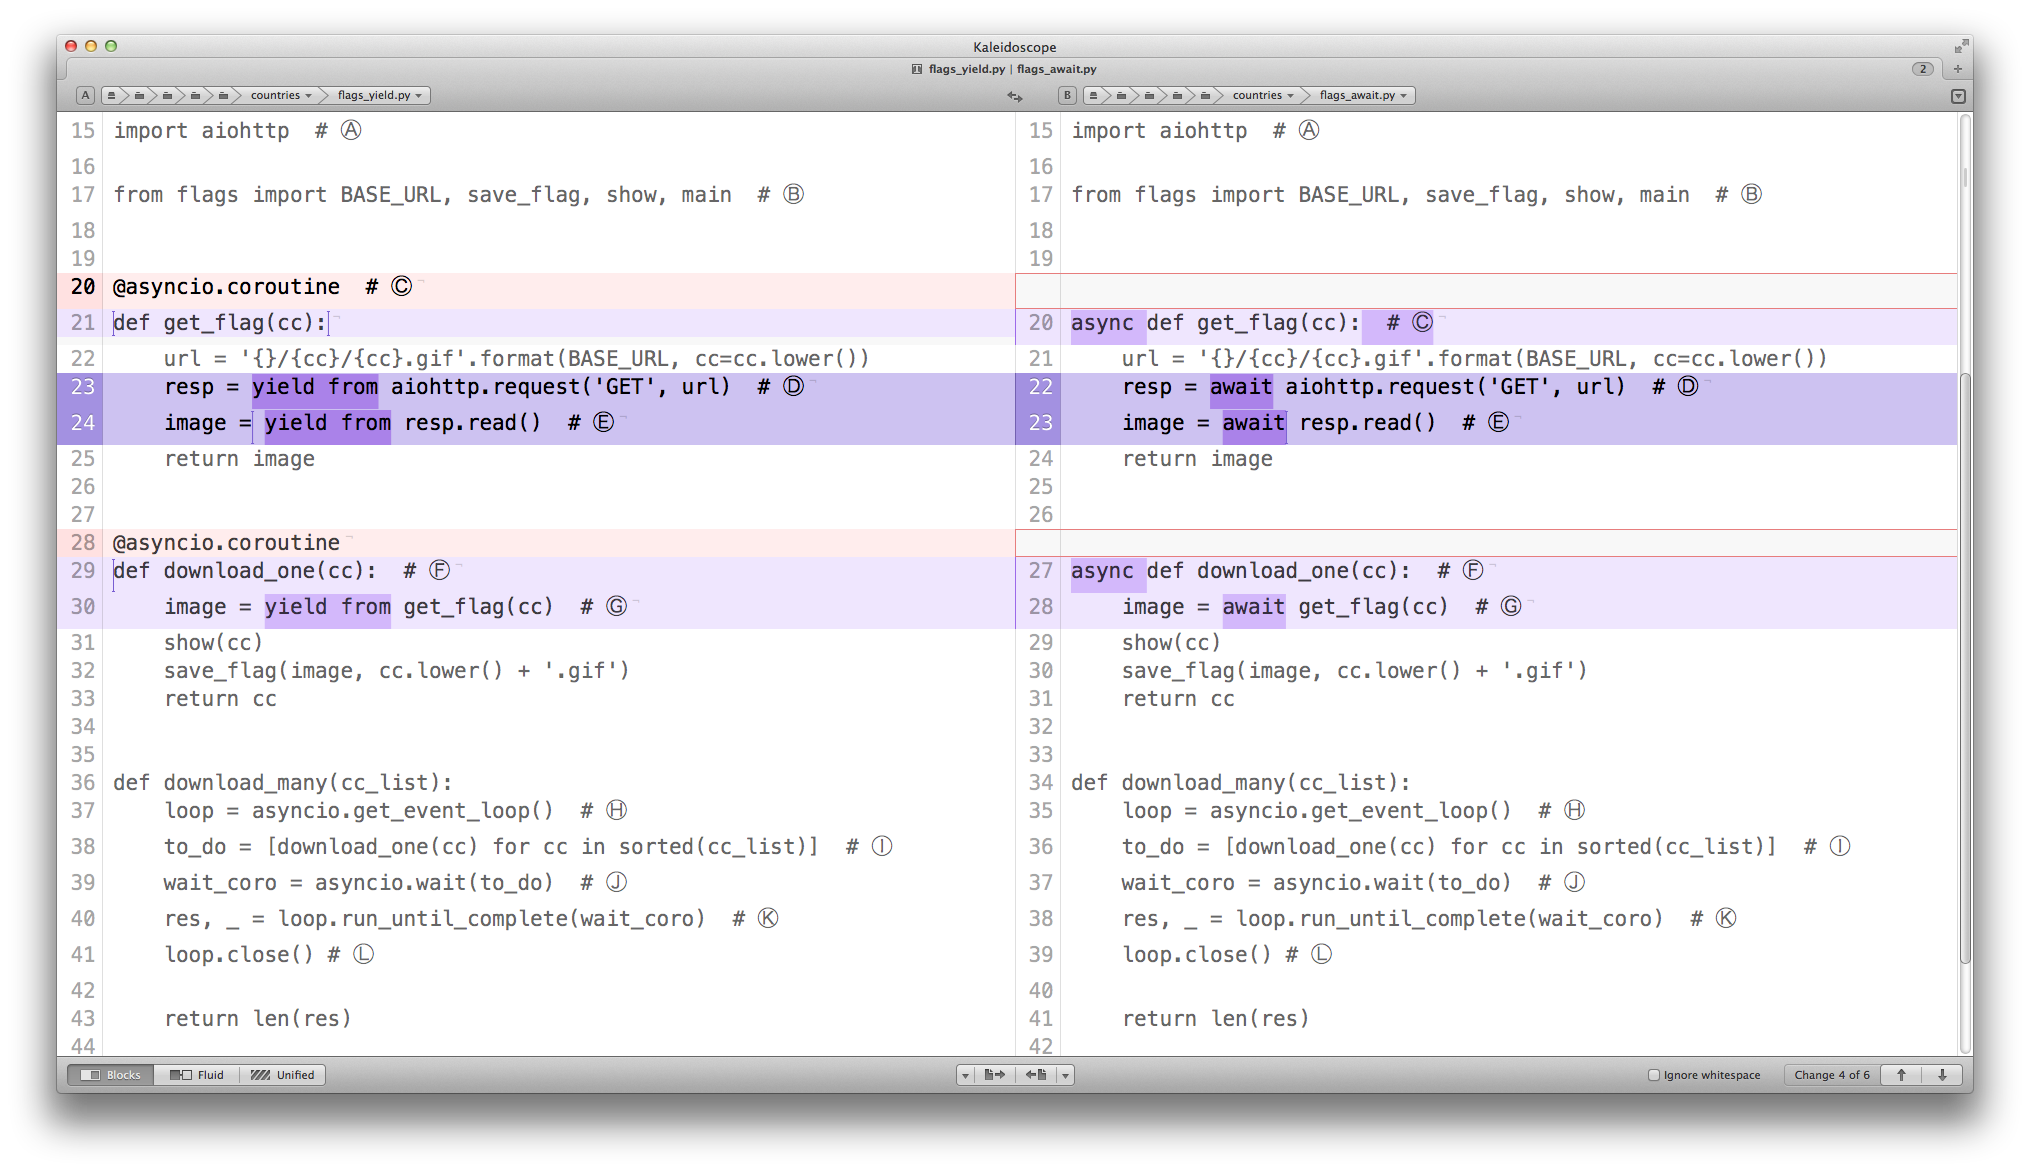 Kaleidoscope
flags_yield.py | flags_await.py
2
A countries flags_yield.py
B countries flags_await.py
15 import aiohttp  # Ⓐ
16
17 from flags import BASE_URL, save_flag, show, main  # Ⓑ
18
19
20 @asyncio.coroutine  # Ⓒ
21 def get_flag(cc):
22     url = '{}/{cc}/{cc}.gif'.format(BASE_URL, cc=cc.lower())
23     resp = yield from aiohttp.request('GET', url)  # Ⓓ
24     image = yield from resp.read()  # Ⓔ
25     return image
26
27
28 @asyncio.coroutine
29 def download_one(cc):  # Ⓕ
30     image = yield from get_flag(cc)  # Ⓖ
31     show(cc)
32     save_flag(image, cc.lower() + '.gif')
33     return cc
34
35
36 def download_many(cc_list):
37     loop = asyncio.get_event_loop()  # Ⓗ
38     to_do = [download_one(cc) for cc in sorted(cc_list)]  # Ⓘ
39     wait_coro = asyncio.wait(to_do)  # Ⓙ
40     res, _ = loop.run_until_complete(wait_coro)  # Ⓚ
41     loop.close() # Ⓛ
42
43     return len(res)
44
15 import aiohttp  # Ⓐ
16
17 from flags import BASE_URL, save_flag, show, main  # Ⓑ
18
19
20 async def get_flag(cc):  # Ⓒ
21     url = '{}/{cc}/{cc}.gif'.format(BASE_URL, cc=cc.lower())
22     resp = await aiohttp.request('GET', url)  # Ⓓ
23     image = await resp.read()  # Ⓔ
24     return image
25
26
27 async def download_one(cc):  # Ⓕ
28     image = await get_flag(cc)  # Ⓖ
29     show(cc)
30     save_flag(image, cc.lower() + '.gif')
31     return cc
32
33
34 def download_many(cc_list):
35     loop = asyncio.get_event_loop()  # Ⓗ
36     to_do = [download_one(cc) for cc in sorted(cc_list)]  # Ⓘ
37     wait_coro = asyncio.wait(to_do)  # Ⓙ
38     res, _ = loop.run_until_complete(wait_coro)  # Ⓚ
39     loop.close() # Ⓛ
40
41     return len(res)
42
Blocks Fluid Unified
Ignore whitespace Change 4 of 6